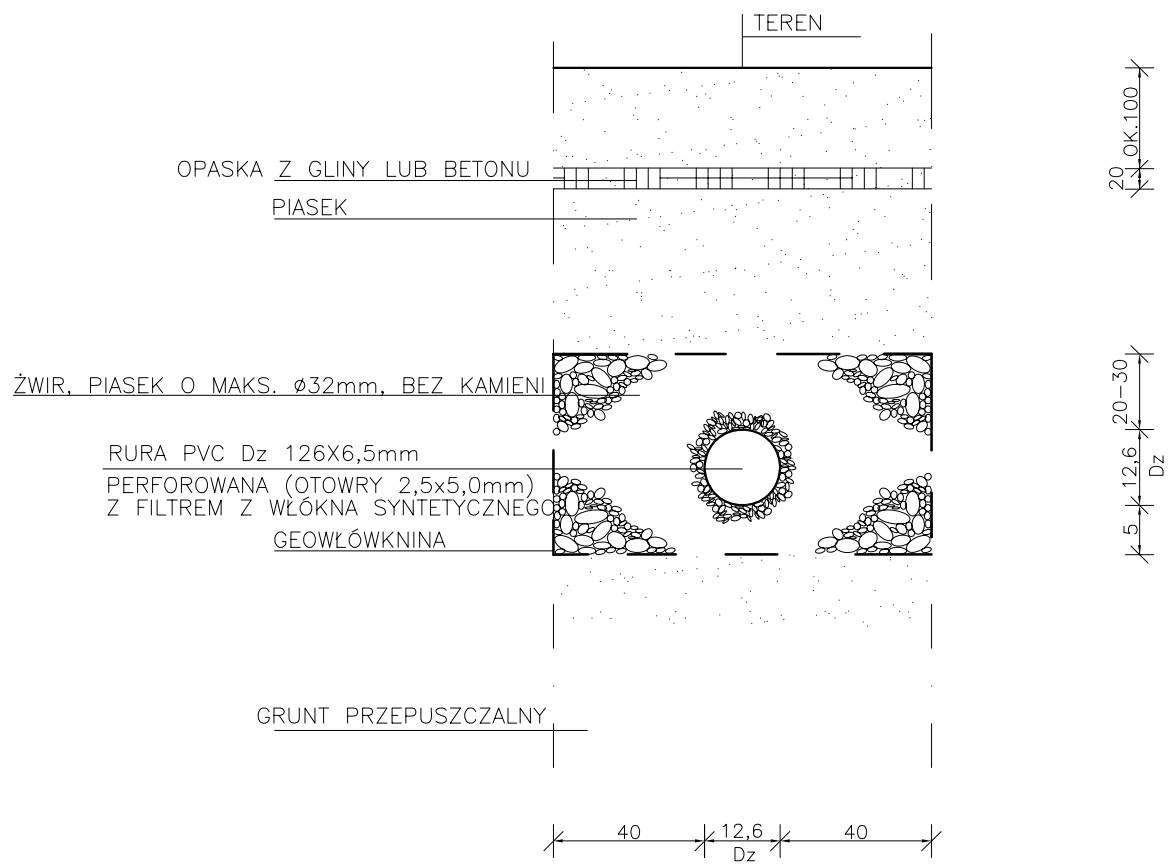 TEREN
OPASKA Z GLINY LUB BETONU
PIASEK
ŻWIR, PIASEK O MAKS. ø32mm, BEZ KAMIENI
RURA PVC Dz 126X6,5mm
PERFOROWANA (OTOWRY 2,5x5,0mm)
Z FILTREM Z WŁÓKNA SYNTETYCZNEGO
GEOWŁÓWKNINA
GRUNT PRZEPUSZCZALNY
OK.100
20
20-30
12,6
Dz
5
40
12,6
Dz
40